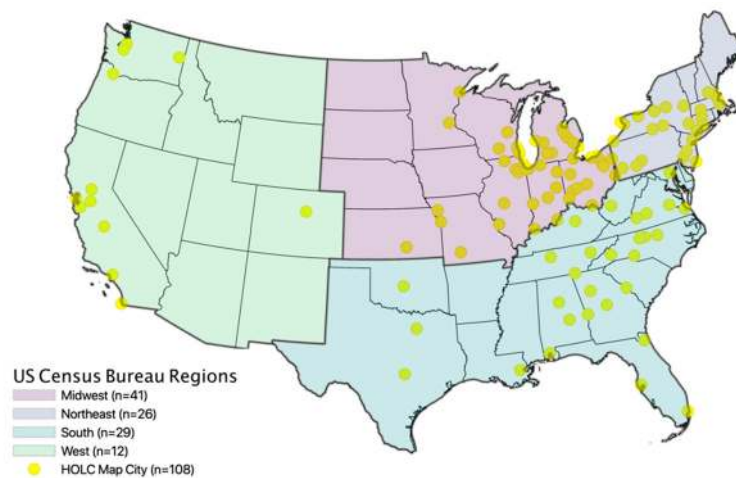 US Census Bureau Regions
Midwest (n=41)
Northeast (n=26)
South (n=29)
West (n=12)
HOLC Map City (n=108)